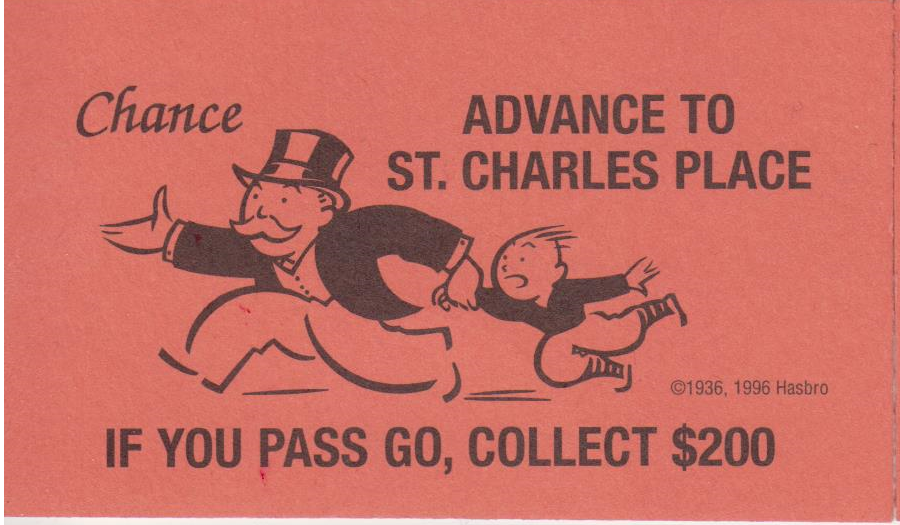 Chance
ADVANCE TO
ST. CHARLES PLACE
©1936, 1996 Hasbro
IF YOU PASS GO, COLLECT $200